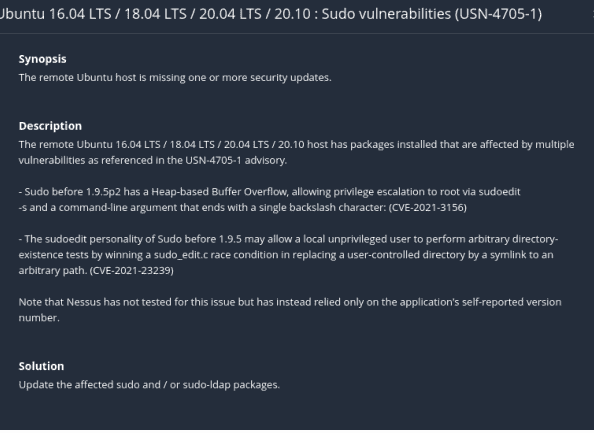 Ubuntu 16.04 LTS / 18.04 LTS / 20.04 LTS / 20.10 : Sudo vulnerabilities (USN-4705-1)
Synopsis
The remote Ubuntu host is missing one or more security updates.
Description
The remote Ubuntu 16.04 LTS / 18.04 LTS / 20.04 LTS / 20.10 host has packages installed that are affected by multiple
vulnerabilities as referenced in the USN-4705-1 advisory.
- Sudo before 1.9.5p2 has a Heap-based Buffer Overflow, allowing privilege escalation to root via sudoedit
-s and a command-line argument that ends with a single backslash character: (CVE-2021-3156)
- The sudoedit personality of Sudo before 1.9.5 may allow a local unprivileged user to perform arbitrary directory-
existence tests by winning a sudo_edit.c race condition in replacing a user-controlled directory by a symlink to an
arbitrary path. (CVE-2021-23239)
Note that Nessus has not tested for this issue but has instead relied only on the application's self-reported version
number.
Solution
Update the affected sudo and / or sudo-ldap packages.